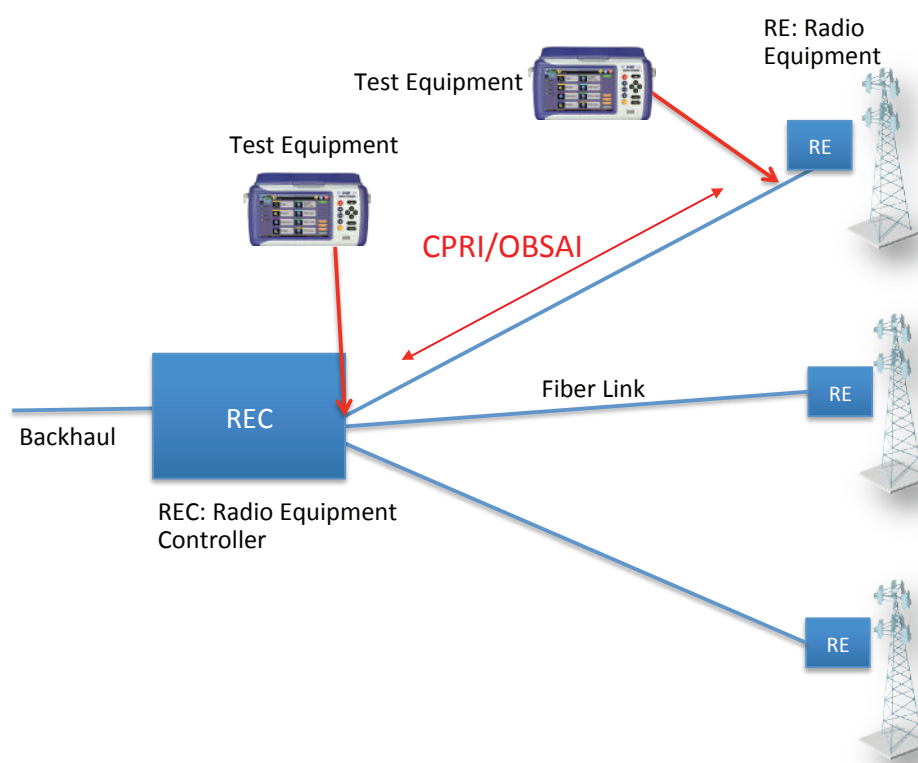 RE: Radio
Equipment
Test Equipment
RE
Test Equipment
CPRI/OBSAI
Fiber Link
RE
REC
Backhaul
REC: Radio Equipment
Controller
RE